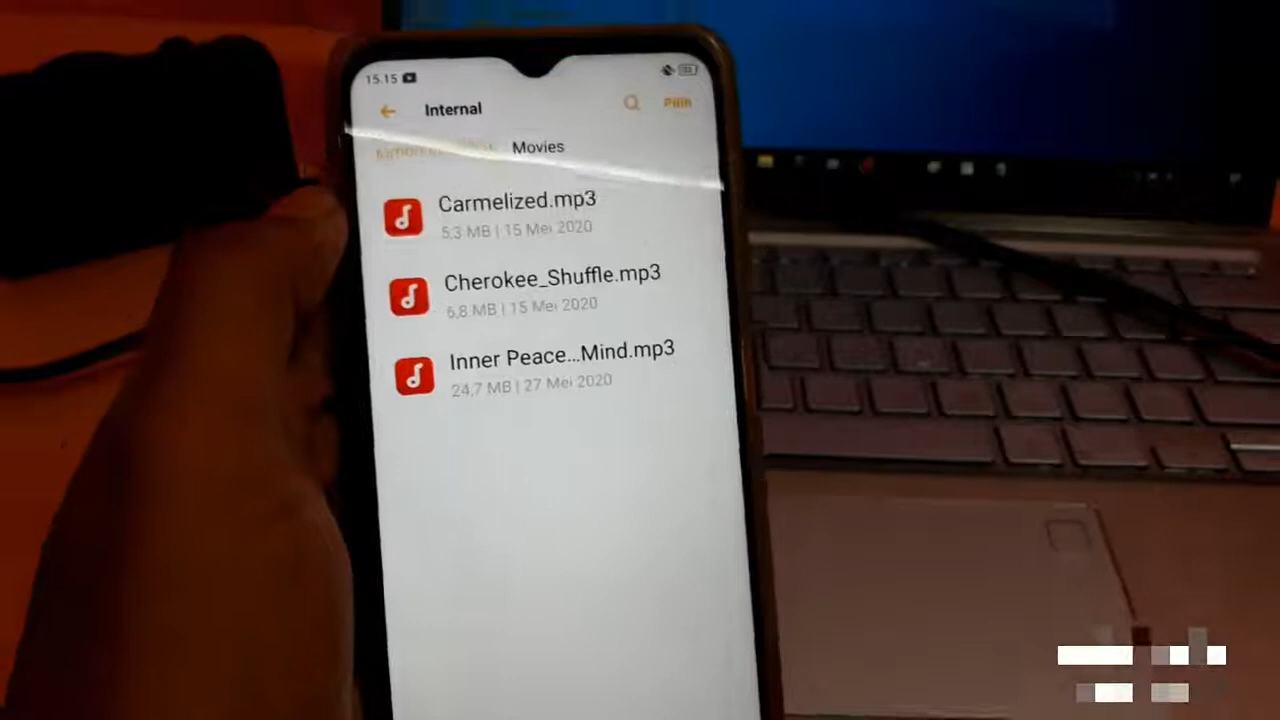 15.15
Internal
Pilih
Movies
Carmelized.mp3
5,3 MB | 15 Mei 2020
Cherokee_Shuffle.mp3
6,8 MB | 15 Mei 2020
Inner Peace...Mind.mp3
24,7 MB | 27 Mei 2020